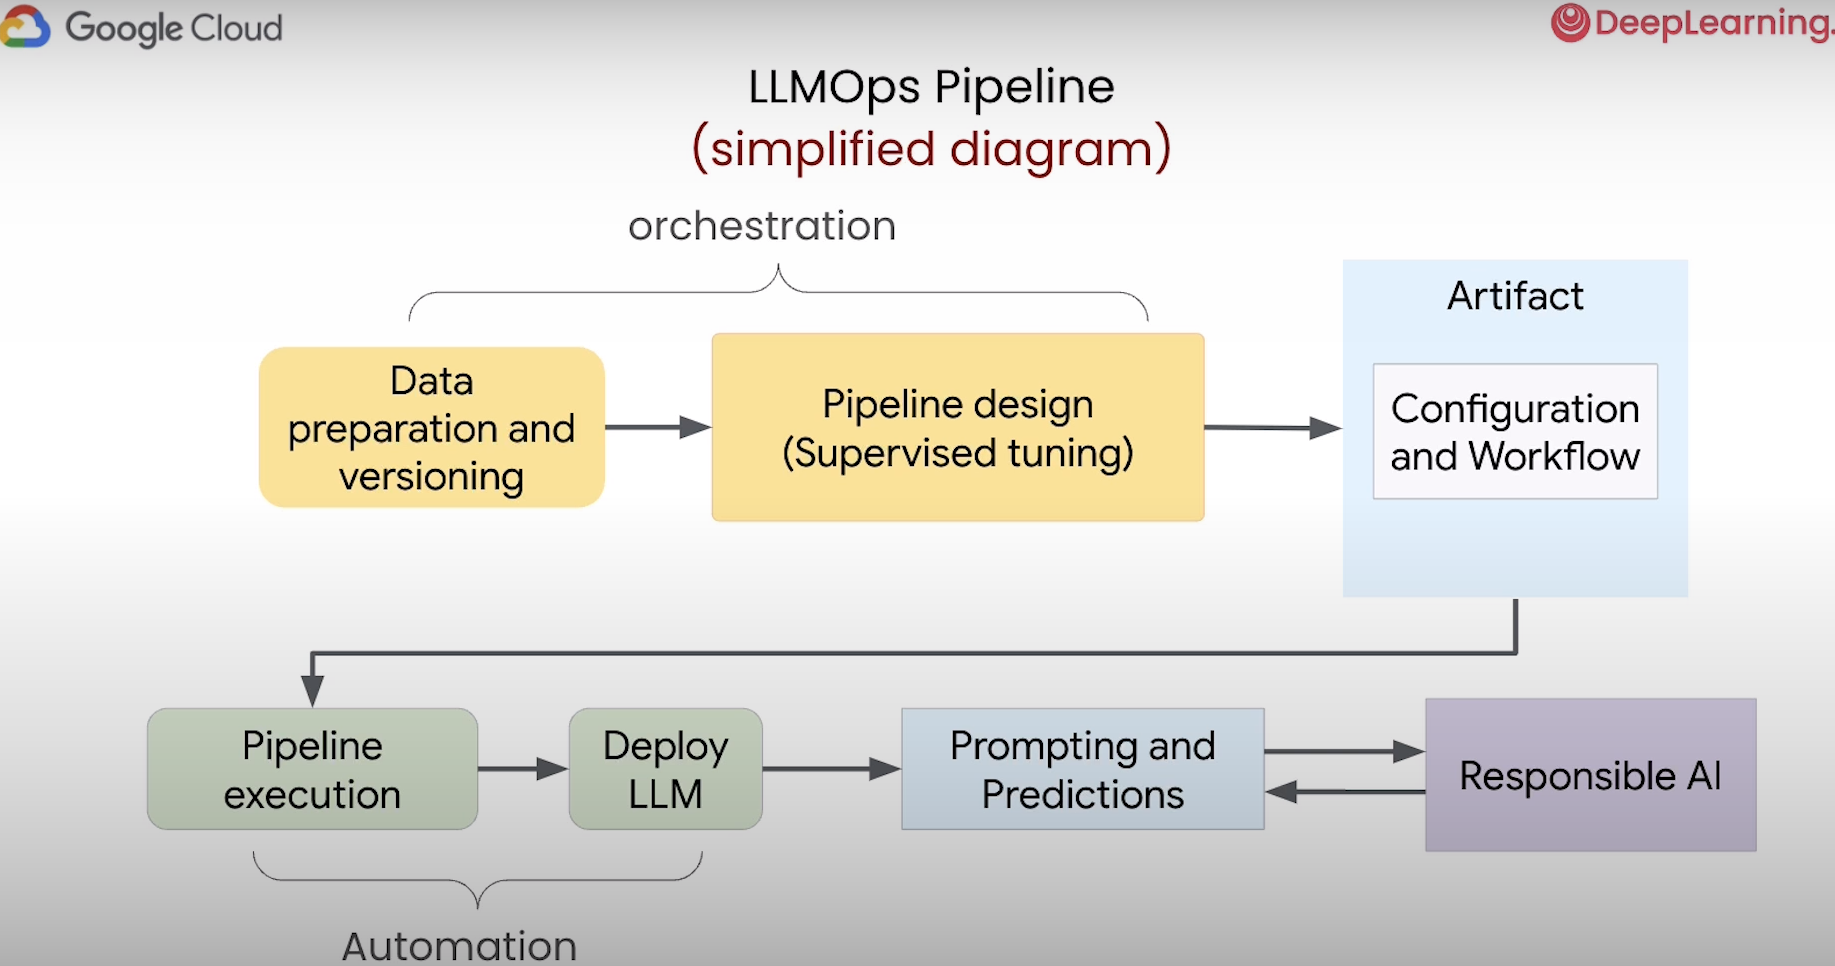 Google Cloud
DeepLearning.
LLMOps Pipeline
(simplified diagram)
orchestration
Data
preparation and
versioning
Pipeline design
(Supervised tuning)
Artifact
Configuration
and Workflow
Pipeline
execution
Deploy
LLM
Prompting and
Predictions
Responsible AI
Automation